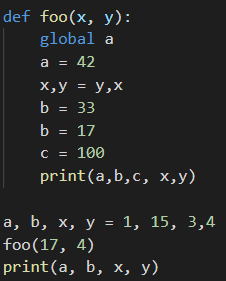 def foo(x, y):
    global a
    a = 42
    x,y = y,x
    b = 33
    b = 17
    c = 100
    print(a,b,c, x,y)

a, b, x, y = 1, 15, 3,4
foo(17, 4)
print(a, b, x, y)